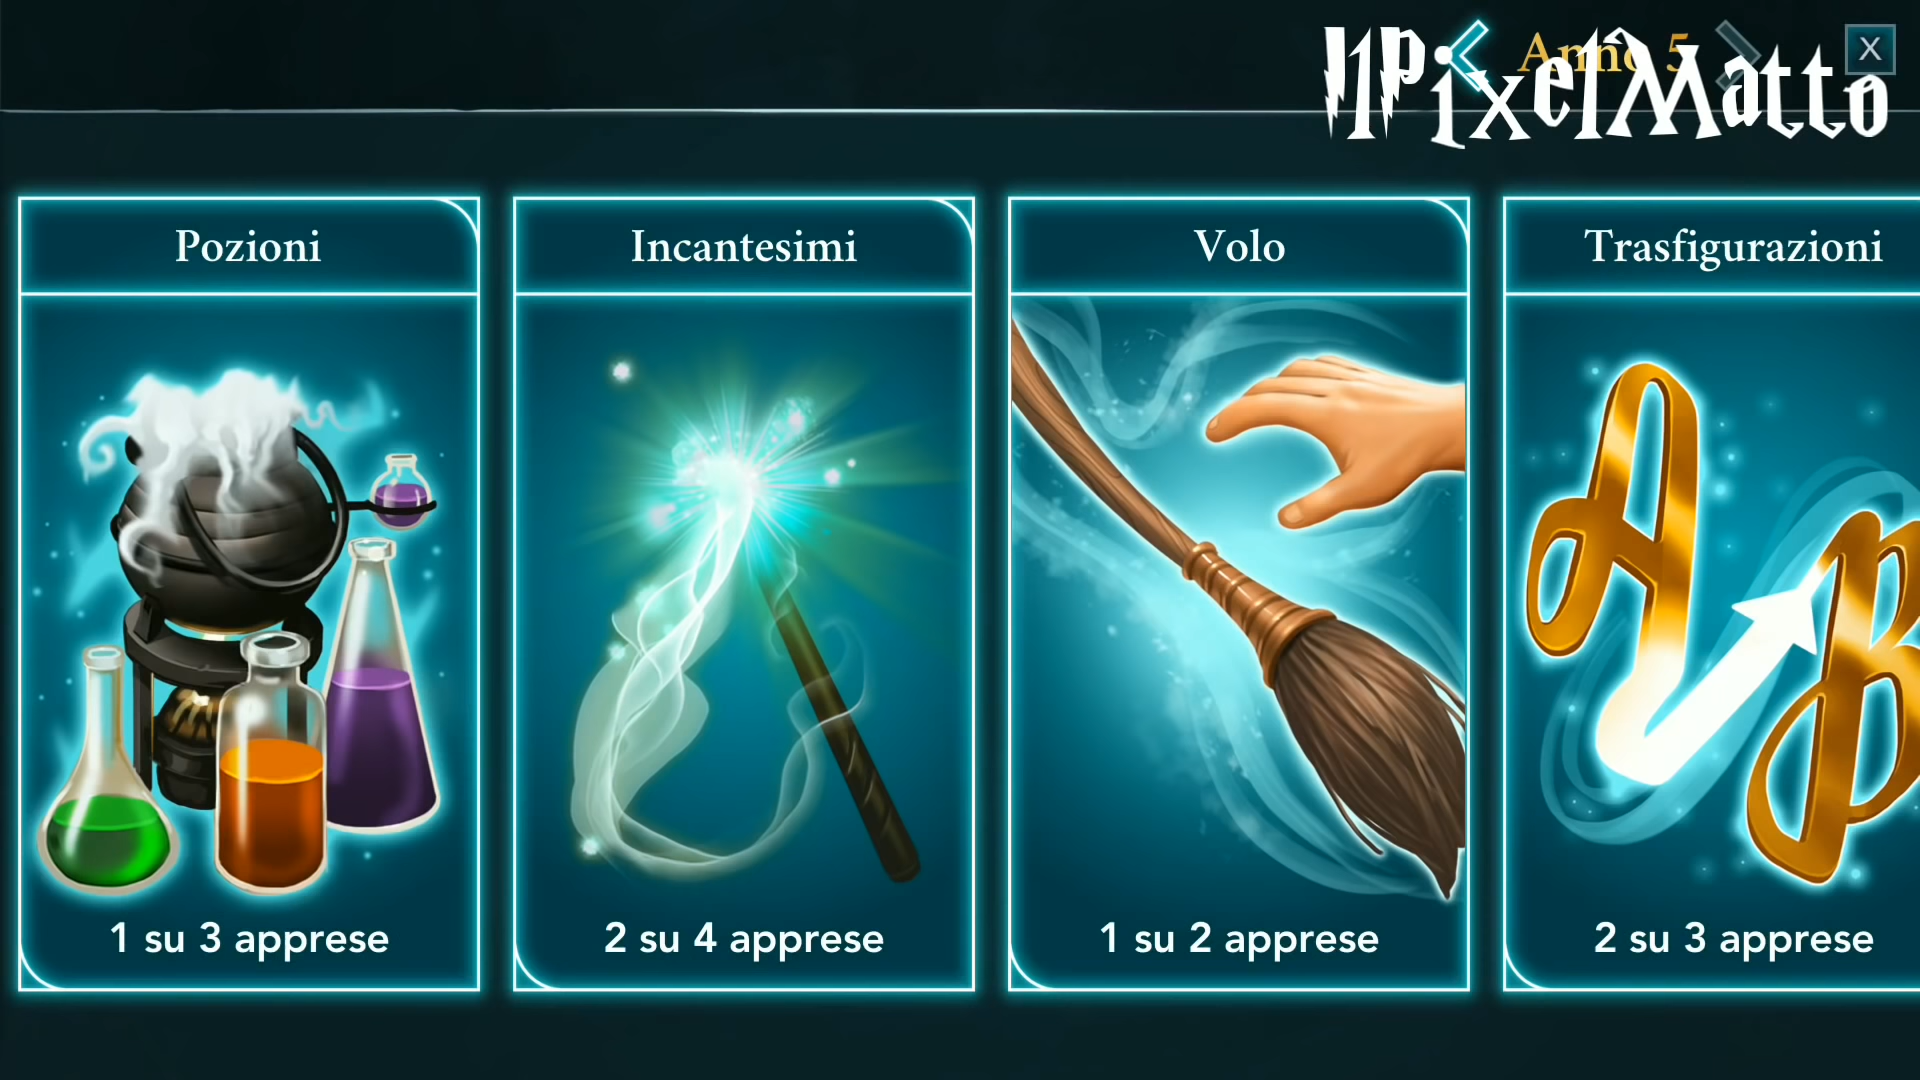 Anno 5
X
IlPixelMatto
Pozioni
Incantesimi
Volo
Trasfigurazioni
A
B
1 su 3 apprese
2 su 4 apprese
1 su 2 apprese
2 su 3 apprese